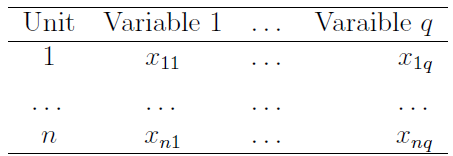 Unit Variable 1 ... Varaible q
1 x11 ... x1q
... ... ... ...
n xn1 ... xnq